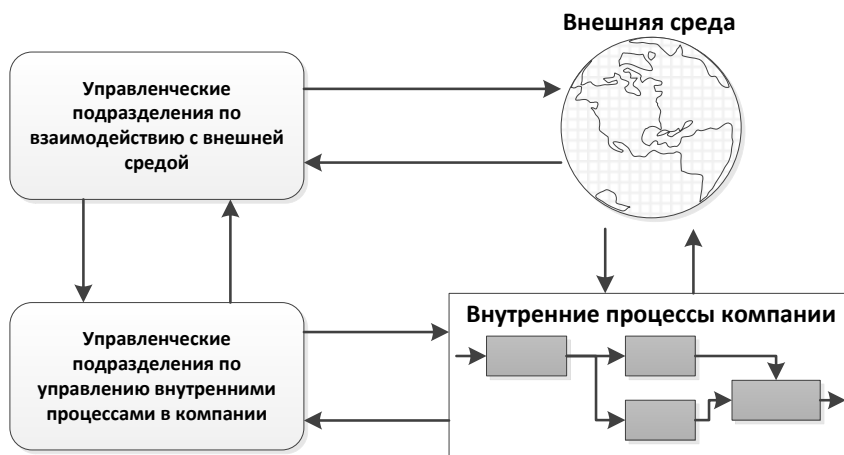 Внешняя среда
Управленческие
подразделения по
взаимодействию с внешней
средой
Управленческие
подразделения по
управлению внутренними
процессами в компании
Внутренние процессы компании